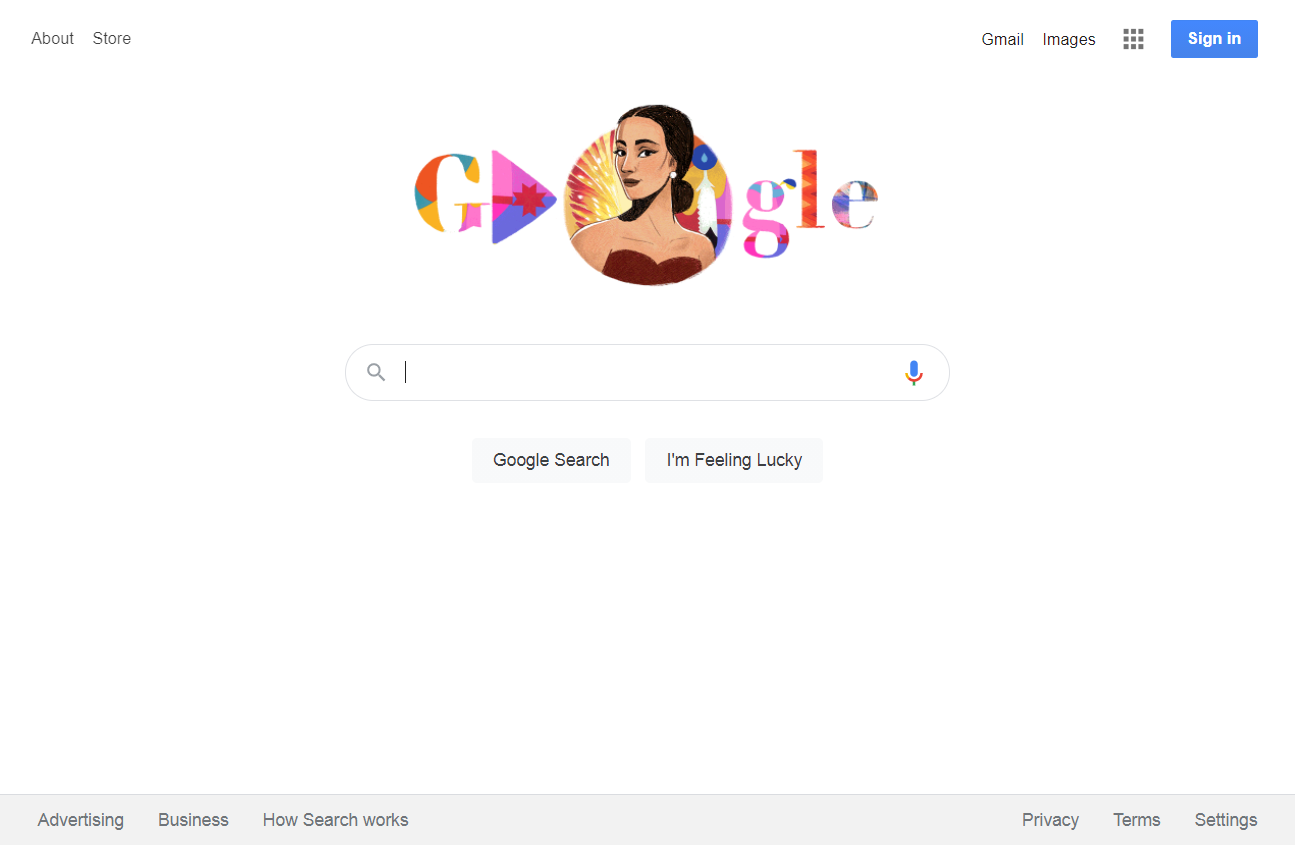 About Store Gmail Images Sign in
Google
Google Search I'm Feeling Lucky
Advertising Business How Search works Privacy Terms Settings